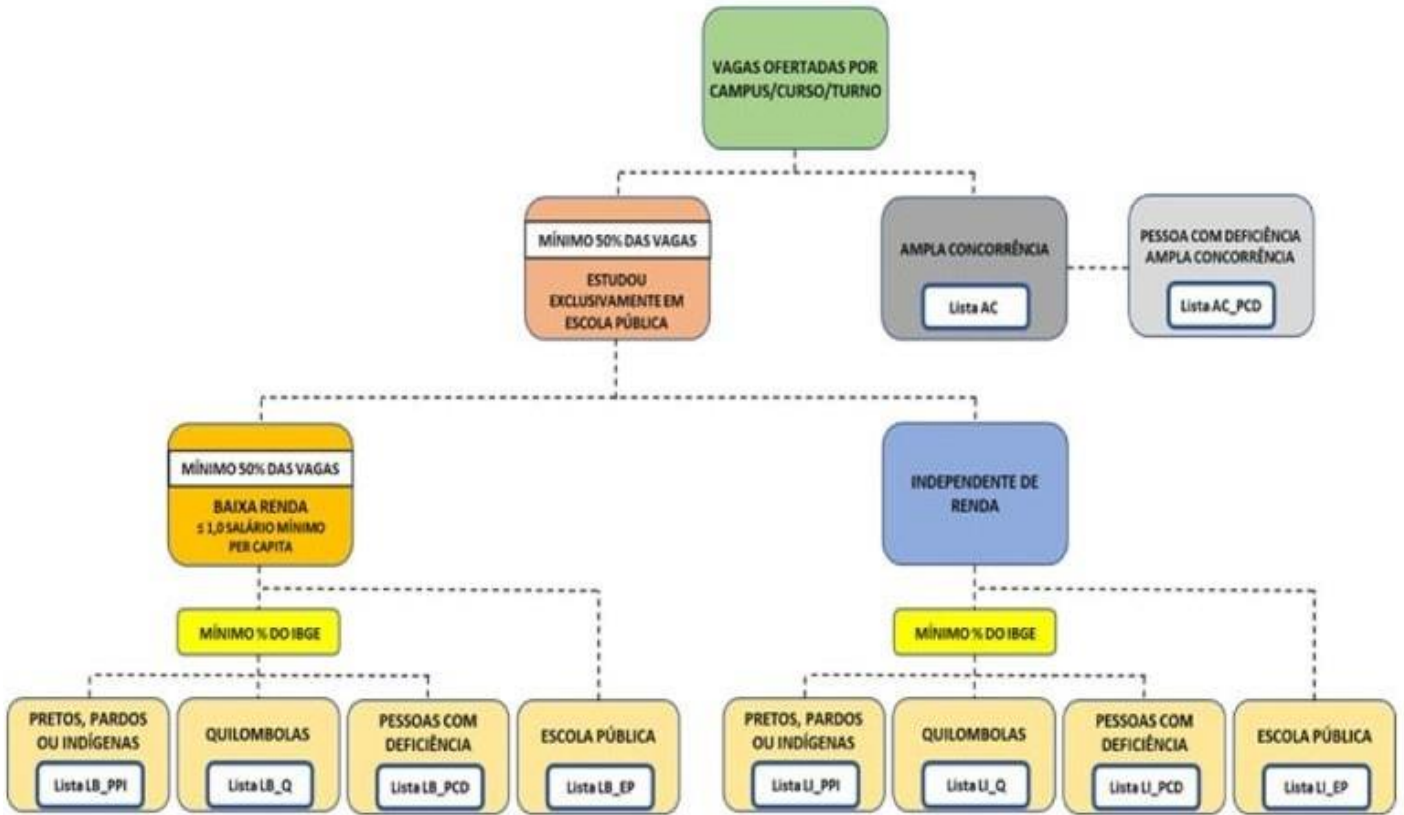 VAGAS OFERTADAS POR
CAMPUS/CURSO/TURNO
MÍNIMO 50% DAS VAGAS
ESTUDOU
EXCLUSIVAMENTE EM
ESCOLA PÚBLICA
AMPLA CONCORRÊNCIA
Lista AC
PESSOA COM DEFICIÊNCIA
AMPLA CONCORRÊNCIA
Lista AC_PCD
MÍNIMO 50% DAS VAGAS
BAIXA RENDA
≤ 1,0 SALÁRIO MÍNIMO
PER CAPITA
INDEPENDENTE DE
RENDA
MÍNIMO % DO IBGE
MÍNIMO % DO IBGE
PRETOS, PARDOS
OU INDÍGENAS
Lista LB_PPI
QUILOMBOLAS
Lista LB_Q
PESSOAS COM
DEFICIÊNCIA
Lista LB_PCD
ESCOLA PÚBLICA
Lista LB_EP
PRETOS, PARDOS
OU INDÍGENAS
Lista LI_PPI
QUILOMBOLAS
Lista LI_Q
PESSOAS COM
DEFICIÊNCIA
Lista LI_PCD
ESCOLA PÚBLICA
Lista LI_EP